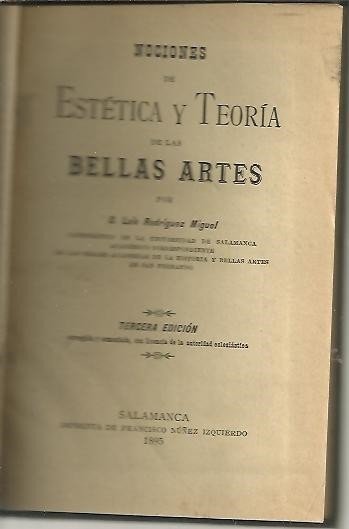 NOCIONES
DE
ESTÉTICA Y TEORÍA
DE LAS
BELLAS ARTES
POR
D. Luis Rodríguez Miguel
CATEDRÁTICO DE LA UNIVERSIDAD DE SALAMANCA
ACADÉMICO CORRESPONDIENTE
DE LAS REALES ACADEMIAS DE LA HISTORIA Y BELLAS ARTES
DE SAN FERNANDO
TERCERA EDICIÓN
corregida y aumentada, con licencia de la autoridad eclesiástica
SALAMANCA
IMPRENTA DE FRANCISCO NÚÑEZ IZQUIERDO
1895